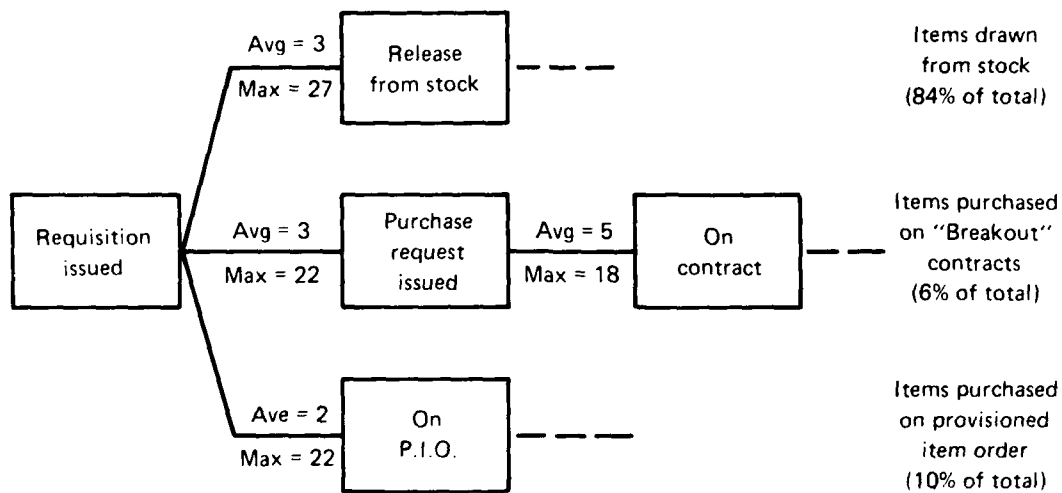 Avg = 3
Max = 27
Release
from stock
Items drawn
from stock
(84% of total)
Requisition
issued
Avg = 3
Max = 22
Purchase
request
issued
Avg = 5
Max = 18
On
contract
Items purchased
on "Breakout"
contracts
(6% of total)
Ave = 2
Max = 22
On
P.I.O.
Items purchased
on provisioned
item order
(10% of total)